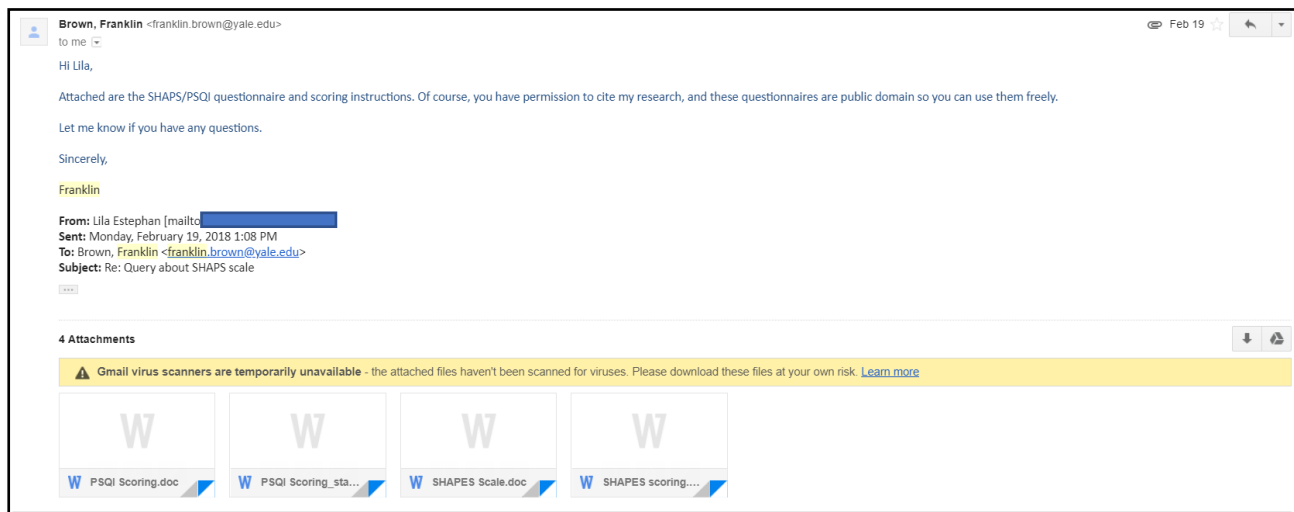 Brown, Franklin <franklin.brown@yale.edu>
Feb 19
to me
Hi Lila,
Attached are the SHAPS/PSQI questionnaire and scoring instructions. Of course, you have permission to cite my research, and these questionnaires are public domain so you can use them freely.
Let me know if you have any questions.
Sincerely,
Franklin
From: Lila Estephan [mailto
Sent: Monday, February 19, 2018 1:08 PM
To: Brown, Franklin <franklin.brown@yale.edu>
Subject: Re: Query about SHAPS scale
4 Attachments
Gmail virus scanners are temporarily unavailable - the attached files haven't been scanned for viruses. Please download these files at your own risk. Learn more
W W W W
W PSQI Scoring.doc W PSQI Scoring_sta... W SHAPES Scale.doc W SHAPES scoring....